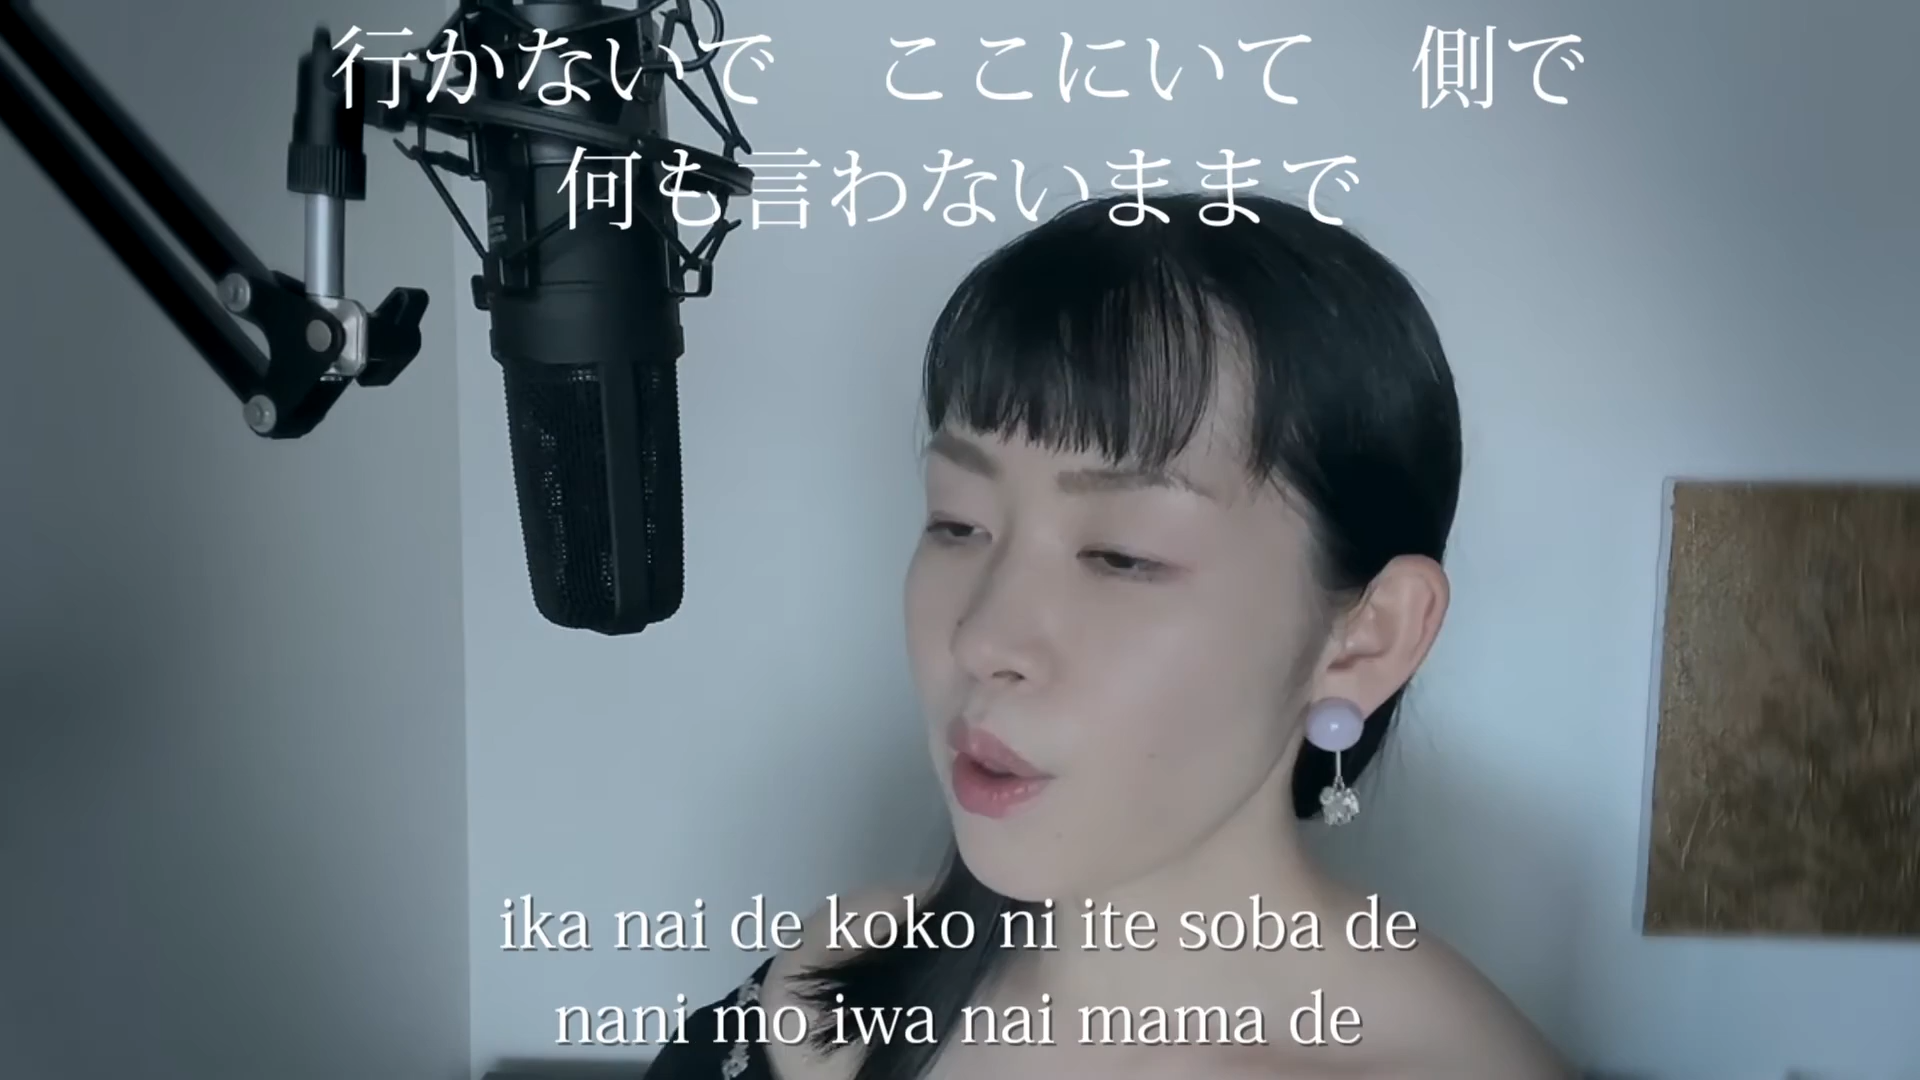 行かないで　ここにいて　側で
何も言わないままで
ika nai de koko ni ite soba de
nani mo iwa nai mama de